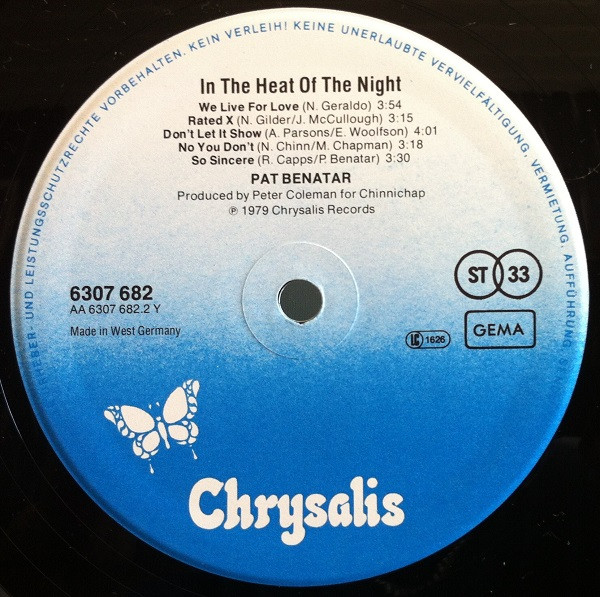 URHEBER- UND LEISTUNGSSCHUTZRECHTE VORBEHALTEN. KEIN VERLEIH! KEINE UNERLAUBTE VERVIELFÄLTIGUNG, VERMIETUNG, AUFFÜHRUNG
In The Heat Of The Night
We Live For Love (N. Geraldo) 3:54
Rated X (N. Gilder/J. McCullough) 3:15
Don't Let It Show (A. Parsons/E. Woolfson) 4:01
No You Don't (N. Chinn/M. Chapman) 3:18
So Sincere (R. Capps/P. Benatar) 3:30
PAT BENATAR
Produced by Peter Coleman for Chinnichap
℗ 1979 Chrysalis Records
6307 682
AA 6307 682.2 Y
Made in West Germany
ST 33
LC 1626
GEMA
Chrysalis